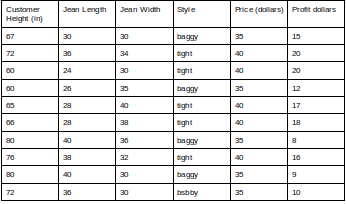 Customer Height (in) Jean Length Jean Width Style Price (dollars) Profit dollars
67 30 30 baggy 35 15
72 36 34 tight 40 20
60 24 30 tight 40 20
60 26 35 baggy 35 12
65 28 40 tight 40 17
66 28 38 tight 40 18
80 40 36 baggy 35 8
76 38 32 tight 40 16
80 40 30 baggy 35 9
72 36 30 bsbby 35 10